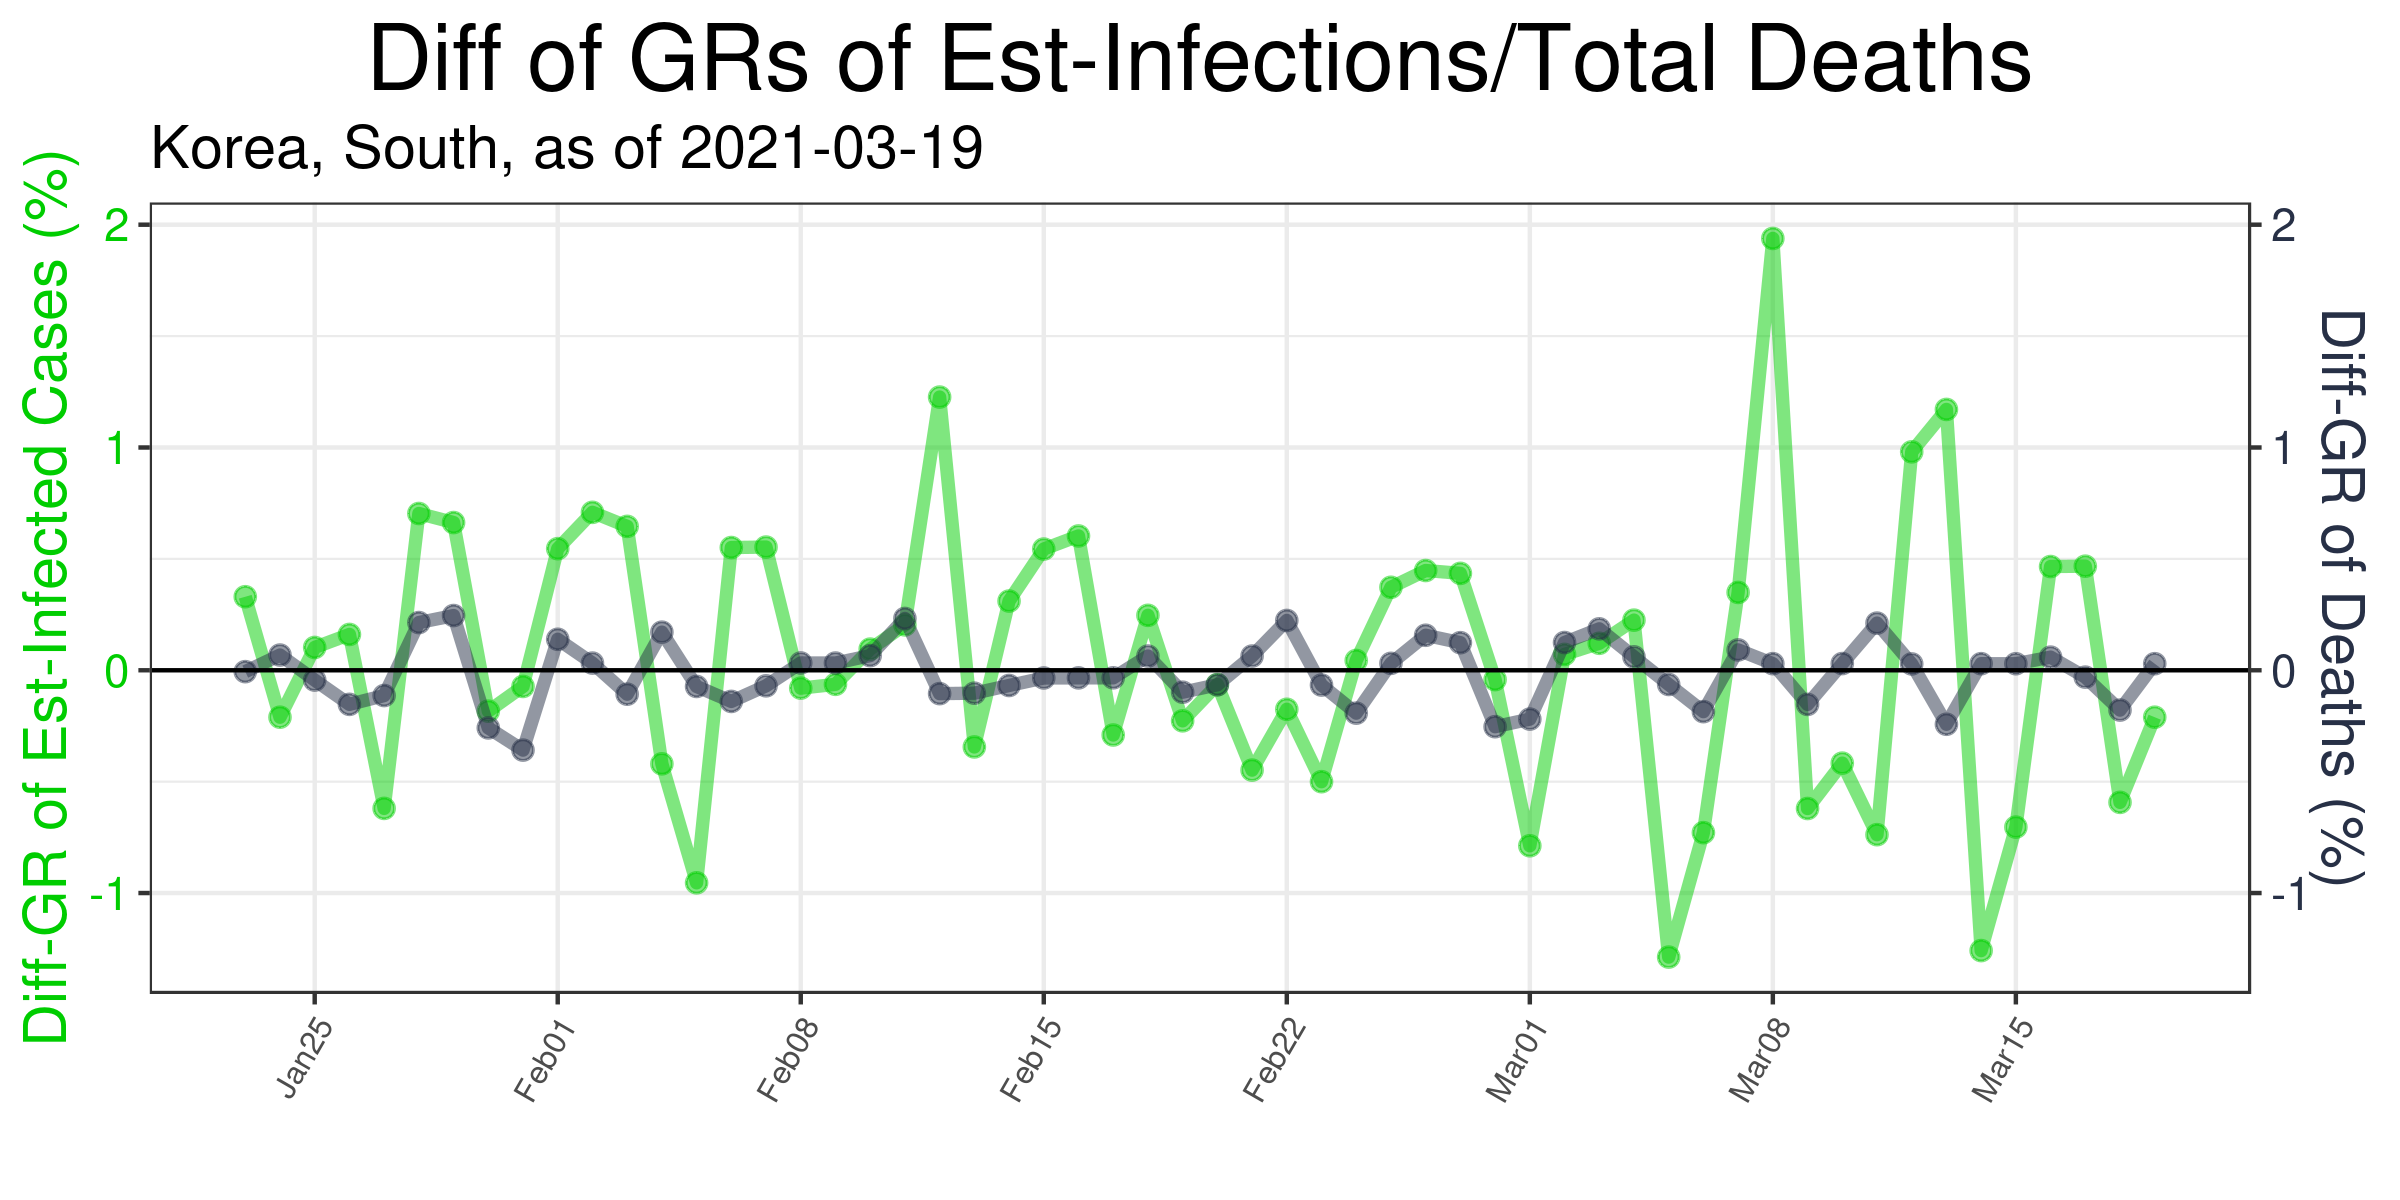 Diff of GRs of Est-Infections/Total Deaths
Korea, South, as of 2021-03-19
Diff-GR of Est-Infected Cases (%)
2
1
0
-1
2
1
0
-1
Diff-GR of Deaths (%)
Jan25
Feb01
Feb08
Feb15
Feb22
Mar01
Mar08
Mar15